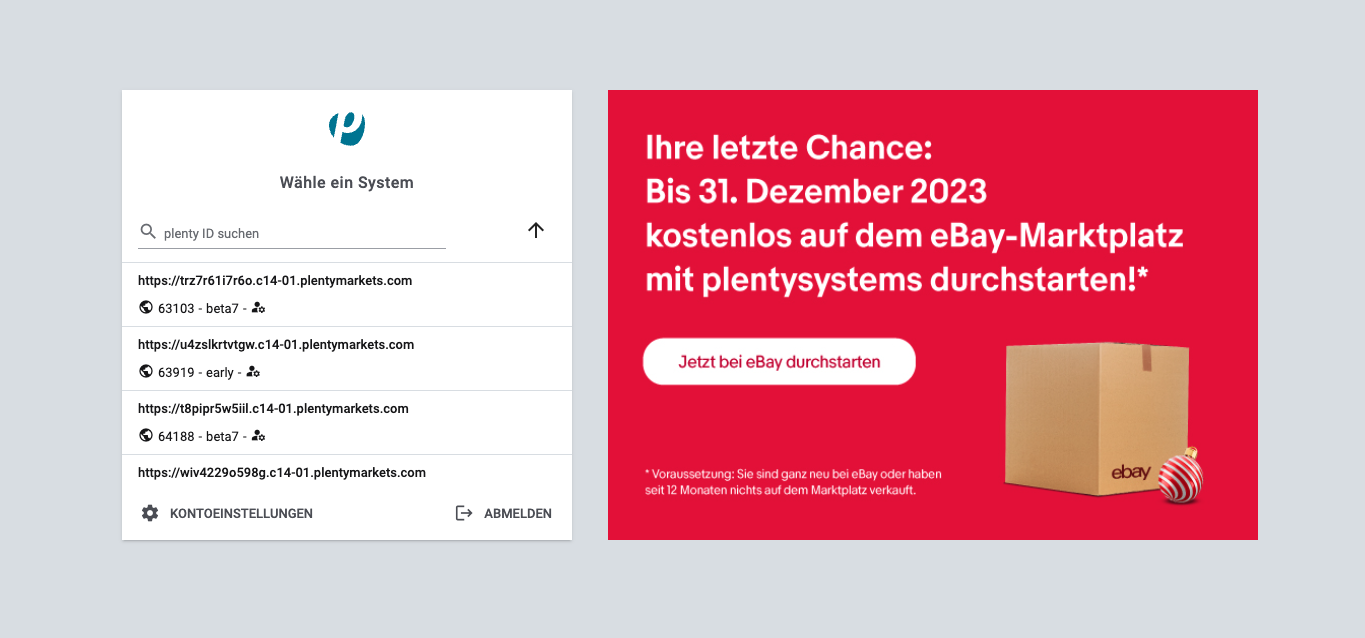 Wähle ein System
plenty ID suchen
https://trz7r61i7r6o.c14-01.plentymarkets.com
63103 - beta7 -
https://u4zslkrtvtgw.c14-01.plentymarkets.com
63919 - early -
https://t8pipr5w5iil.c14-01.plentymarkets.com
64188 - beta7 -
https://wiv4229o598g.c14-01.plentymarkets.com
KONTOEINSTELLUNGEN
ABMELDEN
Ihre letzte Chance:
Bis 31. Dezember 2023
kostenlos auf dem eBay-Marktplatz
mit plentysystems durchstarten!*
Jetzt bei eBay durchstarten
* Voraussetzung: Sie sind ganz neu bei eBay oder haben
seit 12 Monaten nichts auf dem Marktplatz verkauft.
ebay